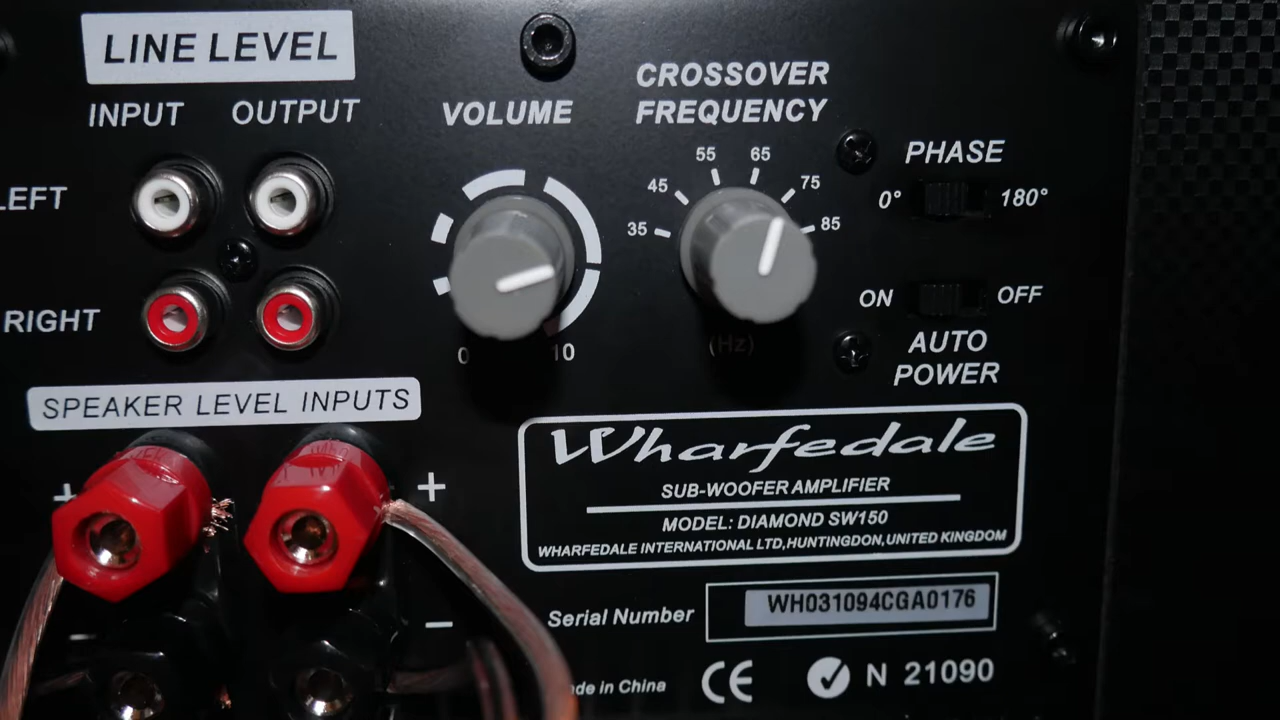 LINE LEVEL
INPUT OUTPUT
LEFT
RIGHT
VOLUME
0 10
CROSSOVER
FREQUENCY
35 45 55 65 75 85
(Hz)
PHASE
0° 180°
ON OFF
AUTO
POWER
SPEAKER LEVEL INPUTS
+ +
- -
Wharfedale
SUB-WOOFER AMPLIFIER
MODEL: DIAMOND SW150
WHARFEDALE INTERNATIONAL LTD,HUNTINGDON,UNITED KINGDOM
Serial Number WH031094CGA0176
in China
CE N 21090